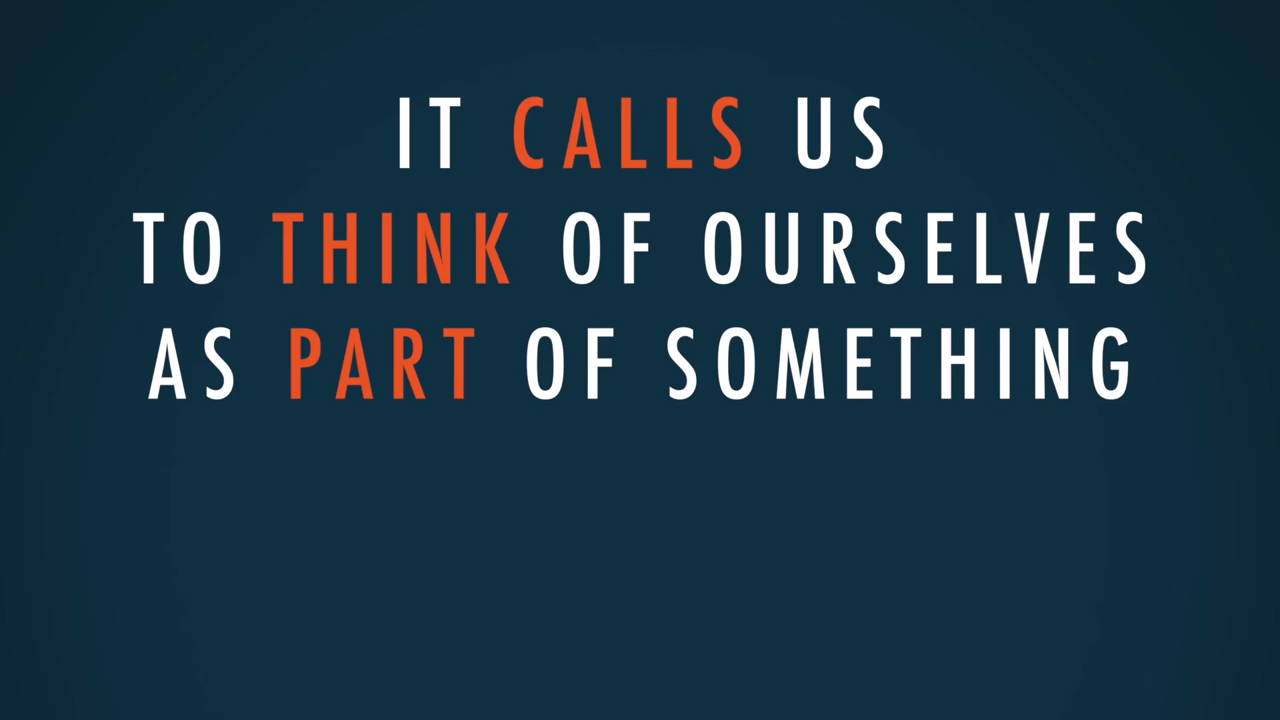 IT CALLS US
TO THINK OF OURSELVES
AS PART OF SOMETHING